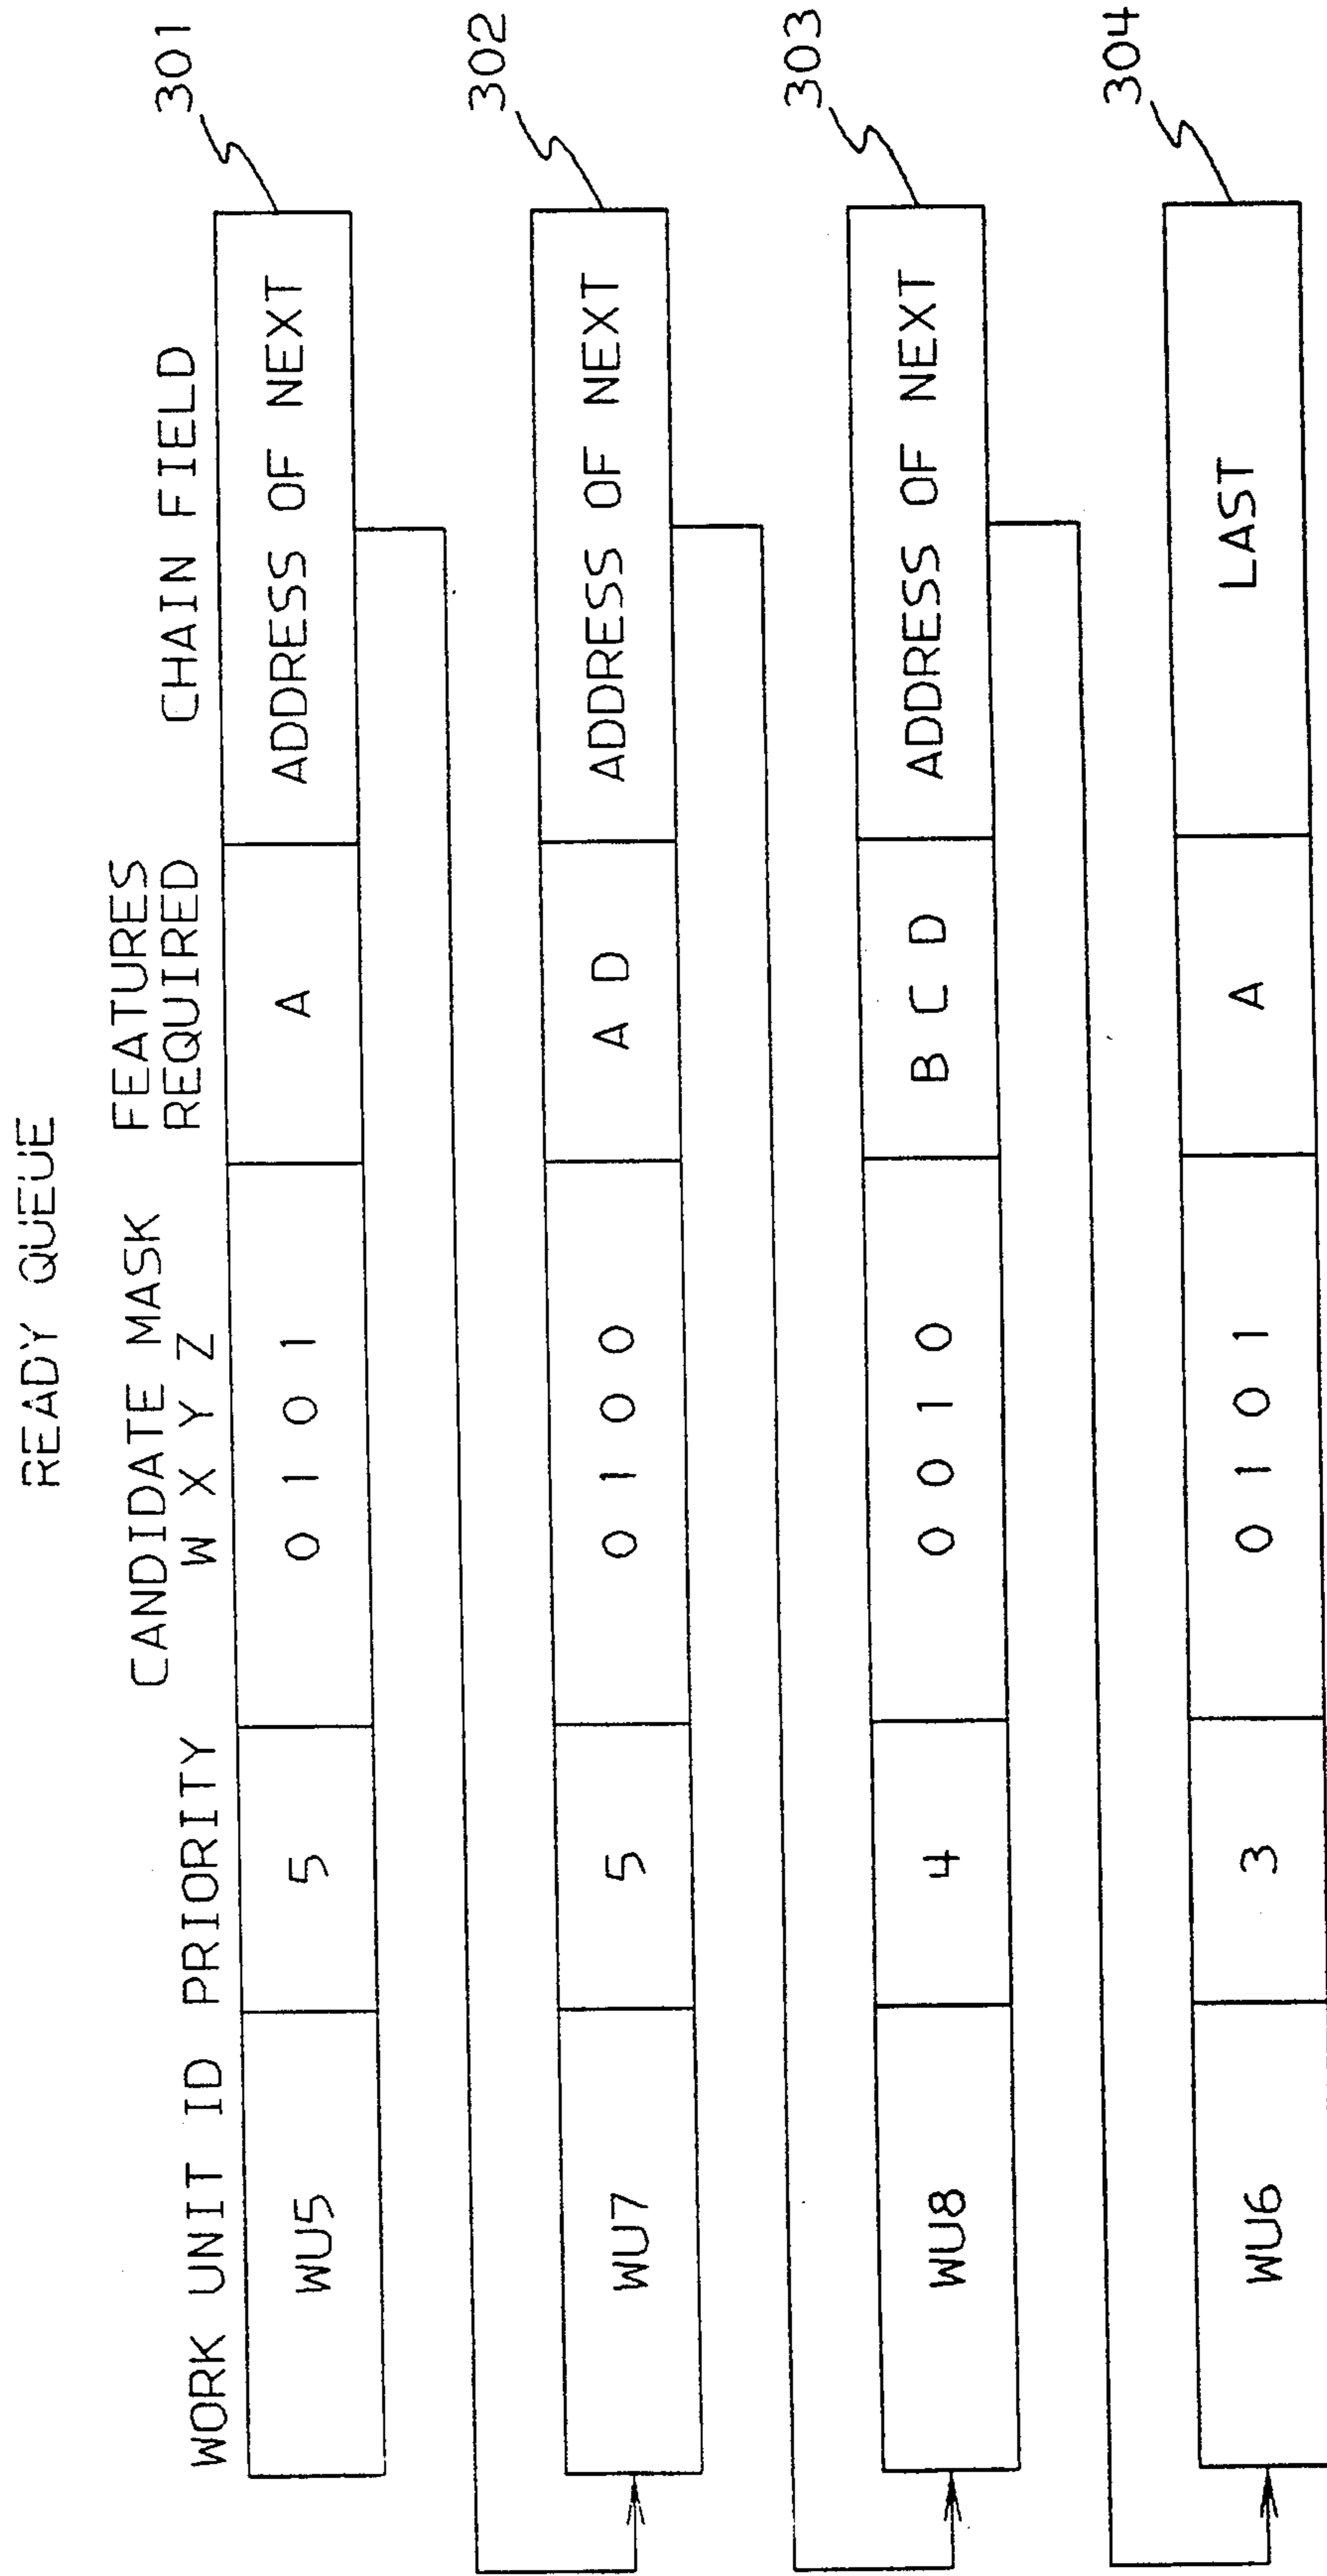 READY QUEUE
WORK UNIT ID PRIORITY CANDIDATE MASK FEATURES REQUIRED CHAIN FIELD
W X Y Z
WU5 5 0 1 0 1 A ADDRESS OF NEXT 301
WU7 5 0 1 0 0 A D ADDRESS OF NEXT 302
WU8 4 0 0 1 0 B C D ADDRESS OF NEXT 303
WU6 3 0 1 0 1 A LAST 304